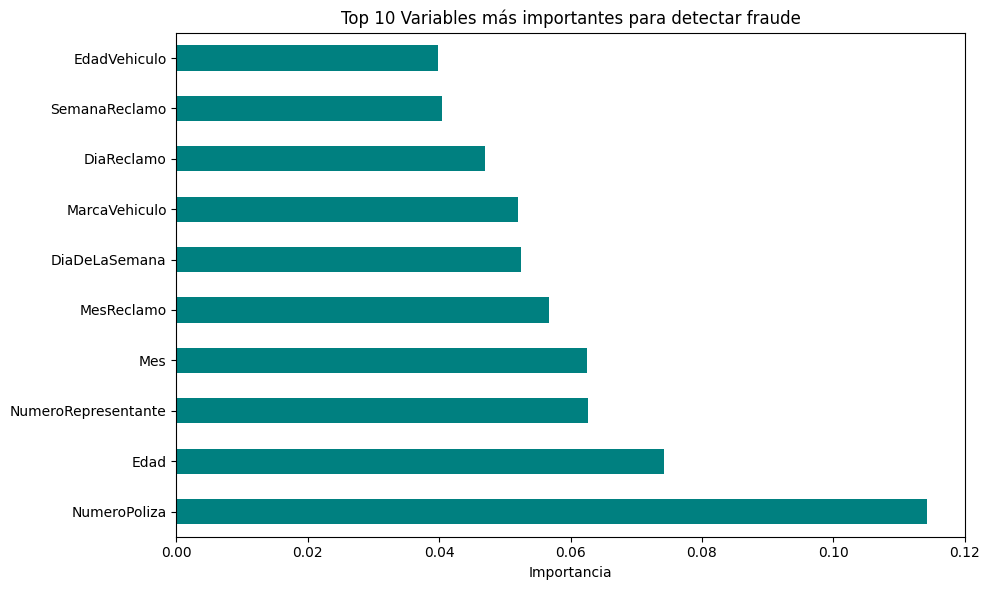 Top 10 Variables más importantes para detectar fraude
EdadVehiculo
SemanaReclamo
DiaReclamo
MarcaVehiculo
DiaDeLaSemana
MesReclamo
Mes
NumeroRepresentante
Edad
NumeroPoliza
0.00 0.02 0.04 0.06 0.08 0.10 0.12
Importancia